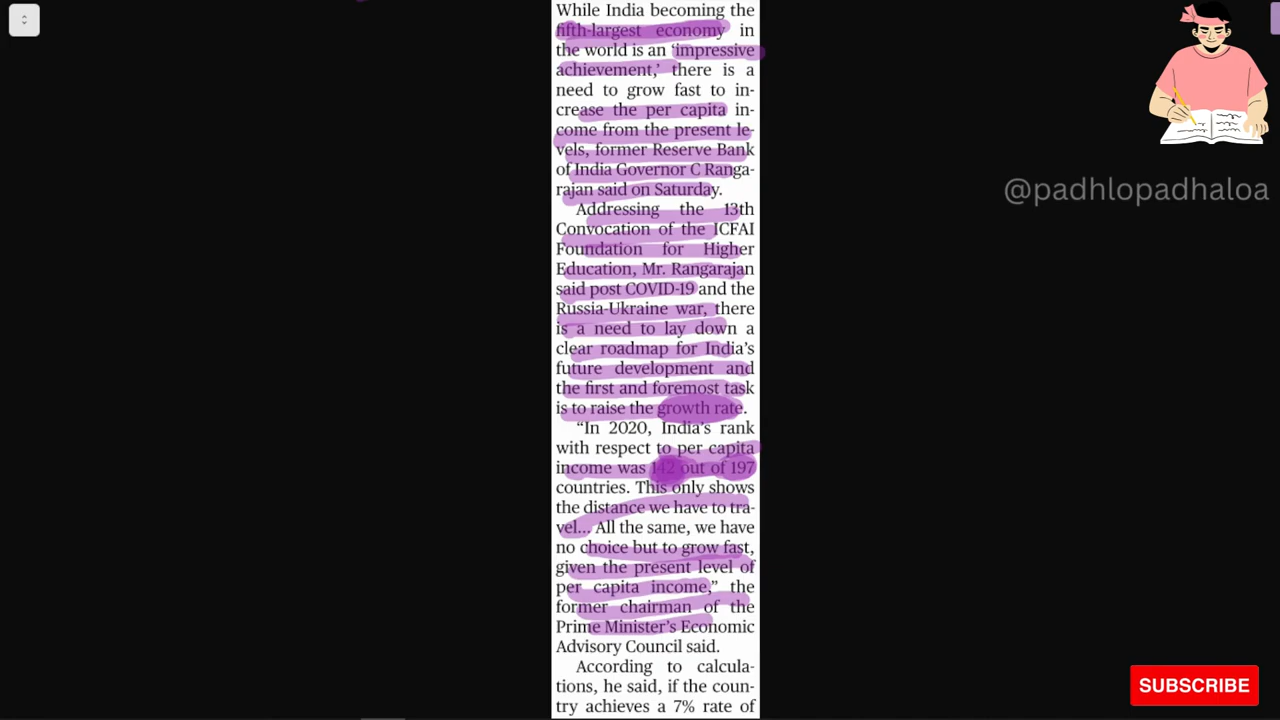 While India becoming the
fifth-largest economy in
the world is an ‘impressive
achievement,’ there is a
need to grow fast to in-
crease the per capita in-
come from the present le-
vels, former Reserve Bank
of India Governor C Ranga-
rajan said on Saturday.
Addressing the 13th
Convocation of the ICFAI
Foundation for Higher
Education, Mr. Rangarajan
said post COVID-19 and the
Russia-Ukraine war, there
is a need to lay down a
clear roadmap for India’s
future development and
the first and foremost task
is to raise the growth rate.
“In 2020, India’s rank
with respect to per capita
income was 142 out of 197
countries. This only shows
the distance we have to tra-
vel... All the same, we have
no choice but to grow fast,
given the present level of
per capita income,” the
former chairman of the
Prime Minister’s Economic
Advisory Council said.
According to calcula-
tions, he said, if the coun-
try achieves a 7% rate of
@padhlopadhaloa
SUBSCRIBE